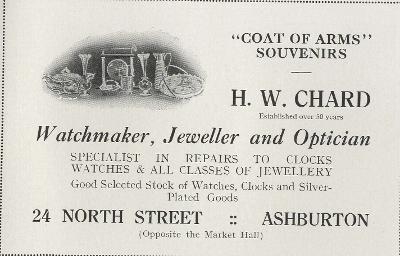 "COAT OF ARMS"
SOUVENIRS
H. W. CHARD
Established over 50 years
Watchmaker, Jeweller and Optician
SPECIALIST IN REPAIRS TO CLOCKS
WATCHES & ALL CLASSES OF JEWELLERY
Good Selected Stock of Watches, Clocks and Silver-
Plated Goods
24 NORTH STREET :: ASHBURTON
(Opposite the Market Hall)